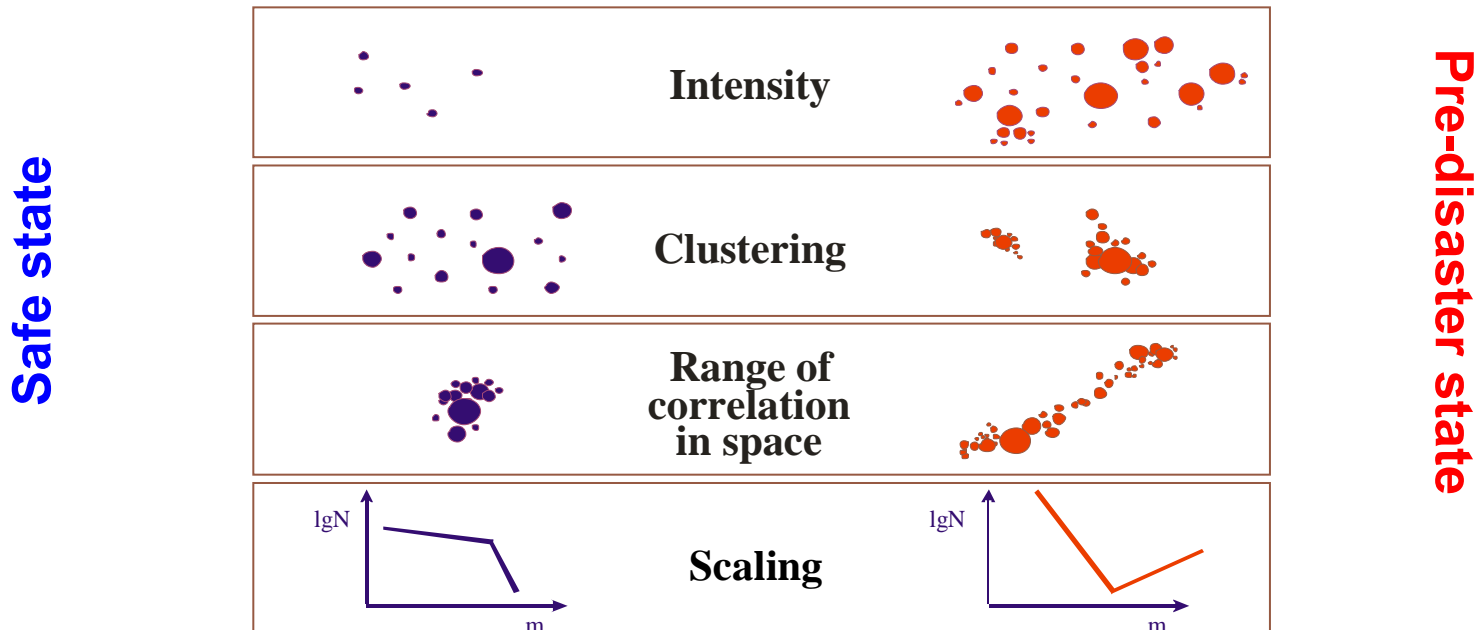 Safe state
Pre-disaster state
Intensity
Clustering
Range of
correlation
in space
lgN
m
Scaling
lgN
m